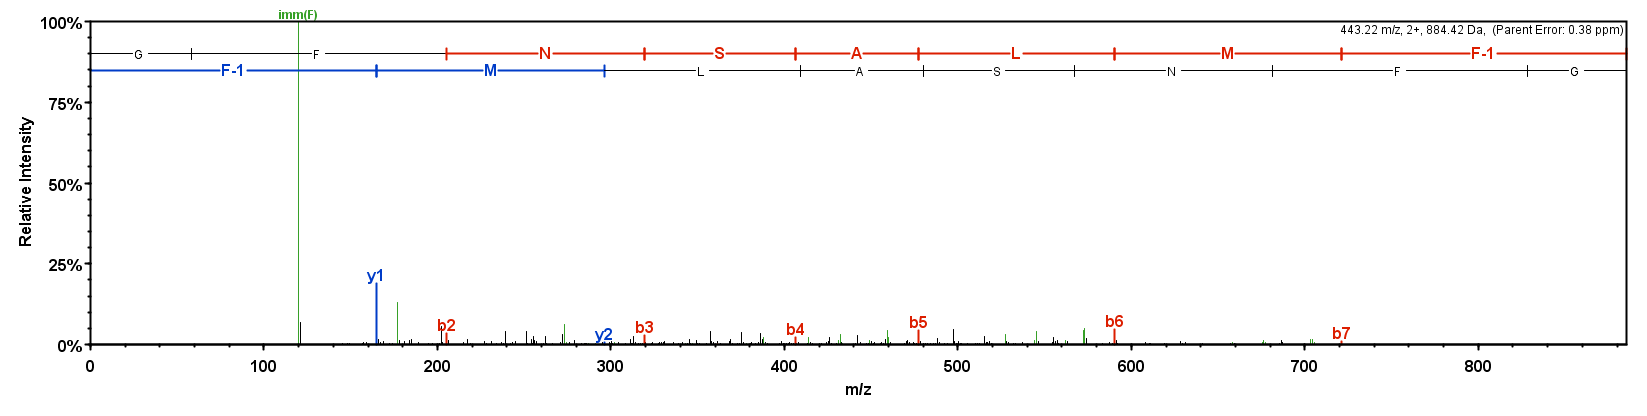 imm(F)
100%
443.22 m/z, 2+, 884.42 Da, (Parent Error: 0.38 ppm)
G F N S A L M F-1
F-1 M L A S N F G
75%
50%
25%
0%
Relative Intensity
y1
b2
y2
b3
b4
b5
b6
b7
0 100 200 300 400 500 600 700 800
m/z